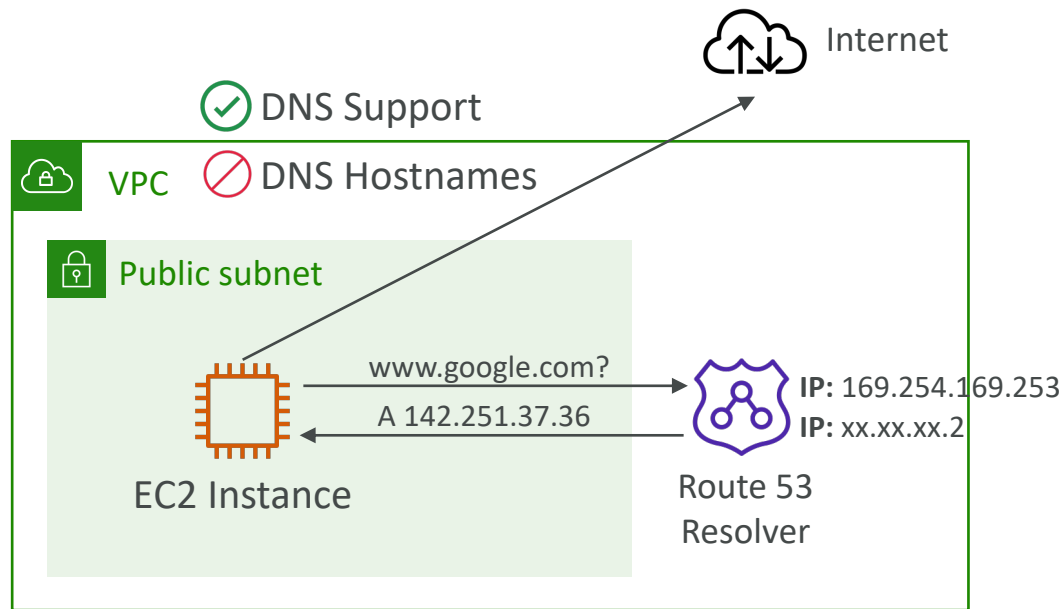 Internet
DNS Support
VPC
DNS Hostnames
Public subnet
www.google.com?
A 142.251.37.36
IP: 169.254.169.253
IP: xx.xx.xx.2
EC2 Instance
Route 53
Resolver